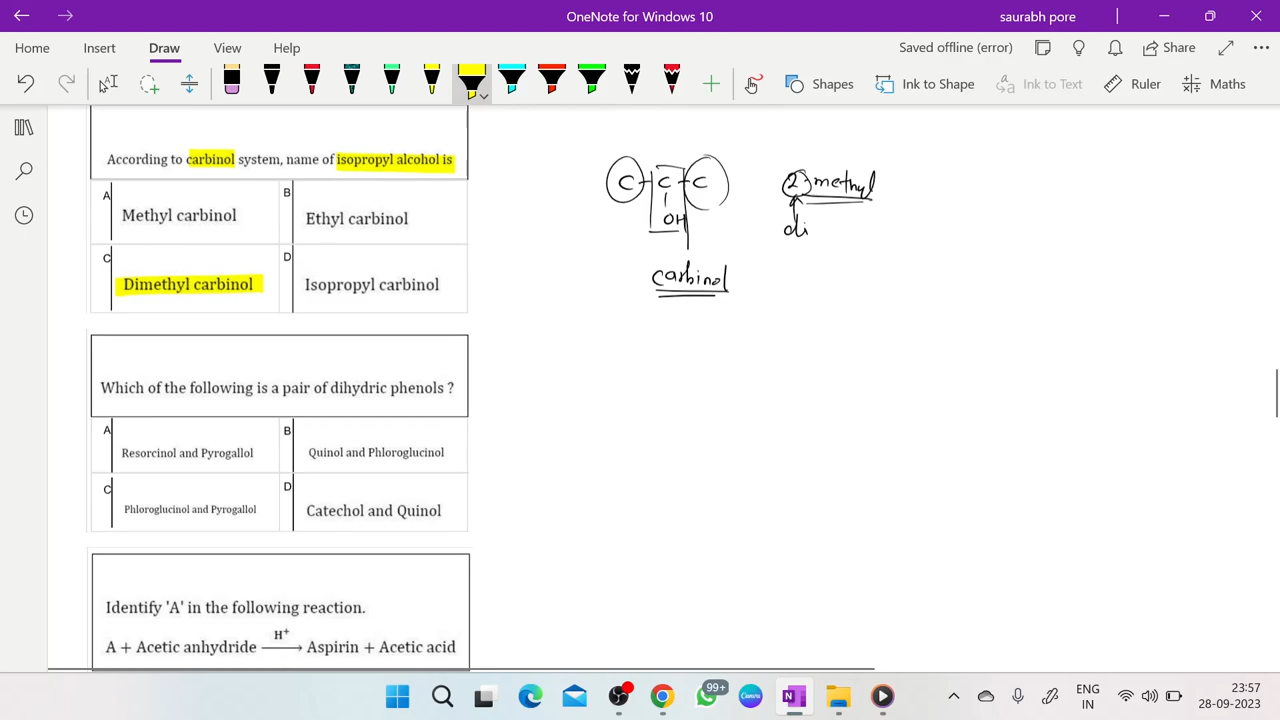 OneNote for Windows 10
saurabh pore
Home Insert Draw View Help
Saved offline (error) Share
Shapes Ink to Shape Ink to Text Ruler Maths
According to carbinol system, name of isopropyl alcohol is
A Methyl carbinol
B Ethyl carbinol
C Dimethyl carbinol
D Isopropyl carbinol
C-C-C
OH
carbinol
2-methyl
di
Which of the following is a pair of dihydric phenols ?
A Resorcinol and Pyrogallol
B Quinol and Phloroglucinol
C Phloroglucinol and Pyrogallol
D Catechol and Quinol
Identify 'A' in the following reaction.
H+
A + Acetic anhydride ⟶ Aspirin + Acetic acid
99+
ENG
IN
23:57
28-09-2023